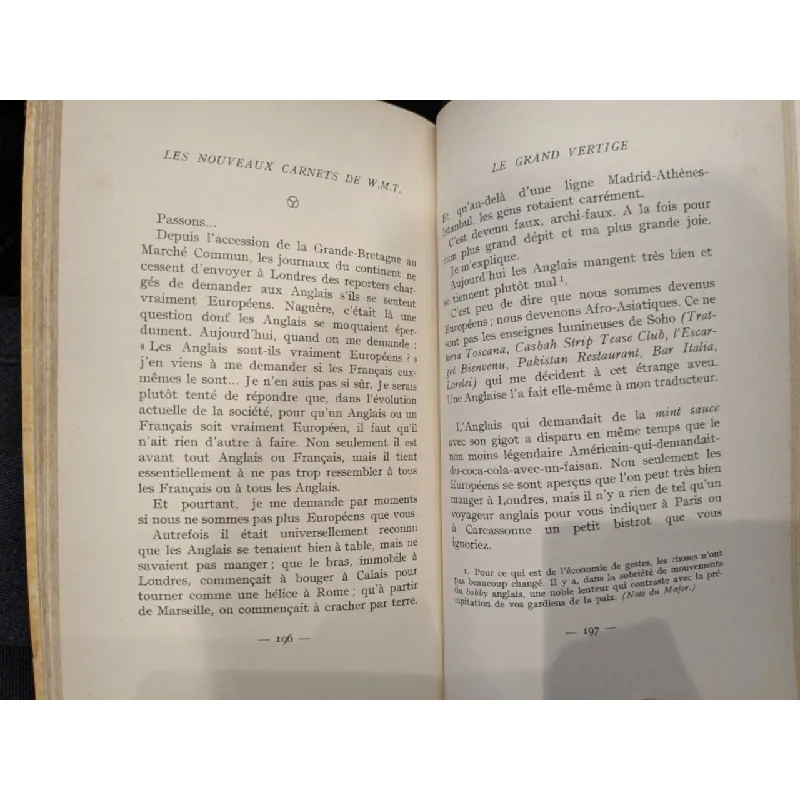 LES NOUVEAUX CARNETS DE W.M.T.
Passons...
Depuis l'accession de la Grande-Bretagne au
Marché Commun, les journaux du continent ne
cessent d'envoyer à Londres des reporters char-
gés de demander aux Anglais s'ils se sentent
vraiment Européens. Naguère, c'était là une
question dont les Anglais se moquaient éper-
dument. Aujourd'hui, quand on me demande :
« Les Anglais sont-ils vraiment Européens ? »
j'en viens à me demander si les Français eux-
mêmes le sont... Je n'en suis pas si sûr. Je serais
plutôt tenté de répondre que, dans l'évolution
actuelle de la société, pour qu'un Anglais ou un
Français soit vraiment Européen, il faut qu'il
n'ait rien d'autre à faire. Non seulement il est
avant tout Anglais ou Français, mais il tient
essentiellement à ne pas trop ressembler à tous
les Français ou à tous les Anglais.
Et pourtant, je me demande par moments
si nous ne sommes pas plus Européens que vous.
Autrefois il était universellement reconnu
que les Anglais se tenaient bien à table, mais ne
savaient pas manger ; que le bras, immobile à
Londres, commençait à bouger à Calais pour
tourner comme une hélice à Rome ; qu'à partir
de Marseille, on commençait à cracher par terre.
— 196 —
LE GRAND VERTIGE
Et qu'au-delà d'une ligne Madrid-Athènes-
Istanbul, les gens rotaient carrément.
C'est devenu faux, archi-faux. A la fois pour
mon plus grand dépit et ma plus grande joie.
Je m'explique.
Aujourd'hui les Anglais mangent très bien et
se tiennent plutôt mal 1.
C'est peu de dire que nous sommes devenus
Européens ; nous devenons Afro-Asiatiques. Ce ne
sont pas les enseignes lumineuses de Soho (Trat-
toria Toscana, Casbah Strip Tease Club, l'Escar-
got Bienvenu, Pakistan Restaurant, Bar Italia,
Lorelei) qui me décident à cet étrange aveu.
Une Anglaise l'a fait elle-même à mon traducteur.
L'Anglais qui demandait de la mint sauce
avec son gigot a disparu en même temps que le
non moins légendaire Américain-qui-demandait-
du-coca-cola-avec-un-faisan. Non seulement les
Européens se sont aperçus que l'on peut très bien
manger à Londres, mais il n'y a rien de tel qu'un
voyageur anglais pour vous indiquer à Paris ou
à Carcassonne un petit bistrot que vous
ignoriez.
1. Pour ce qui est de l'économie de gestes, les choses n'ont
pas beaucoup changé. Il y a, dans la sobriété de mouvements
du bobby anglais, une noble lenteur qui contraste avec la pré-
cipitation de vos gardiens de la paix. (Note du Major.)
— 197 —